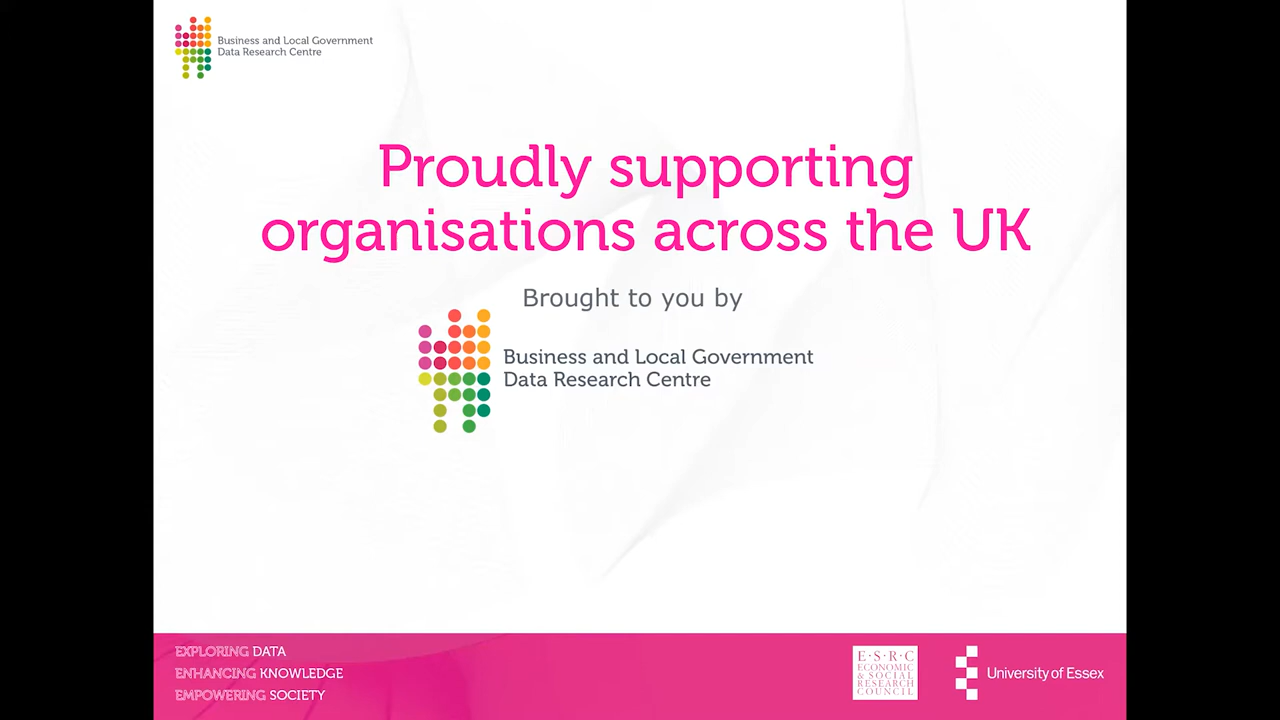 Business and Local Government
Data Research Centre
Proudly supporting
organisations across the UK
Brought to you by
Business and Local Government
Data Research Centre
EXPLORING DATA
ENHANCING KNOWLEDGE
EMPOWERING SOCIETY
E·S·R·C
ECONOMIC
& SOCIAL
RESEARCH
COUNCIL
University of Essex